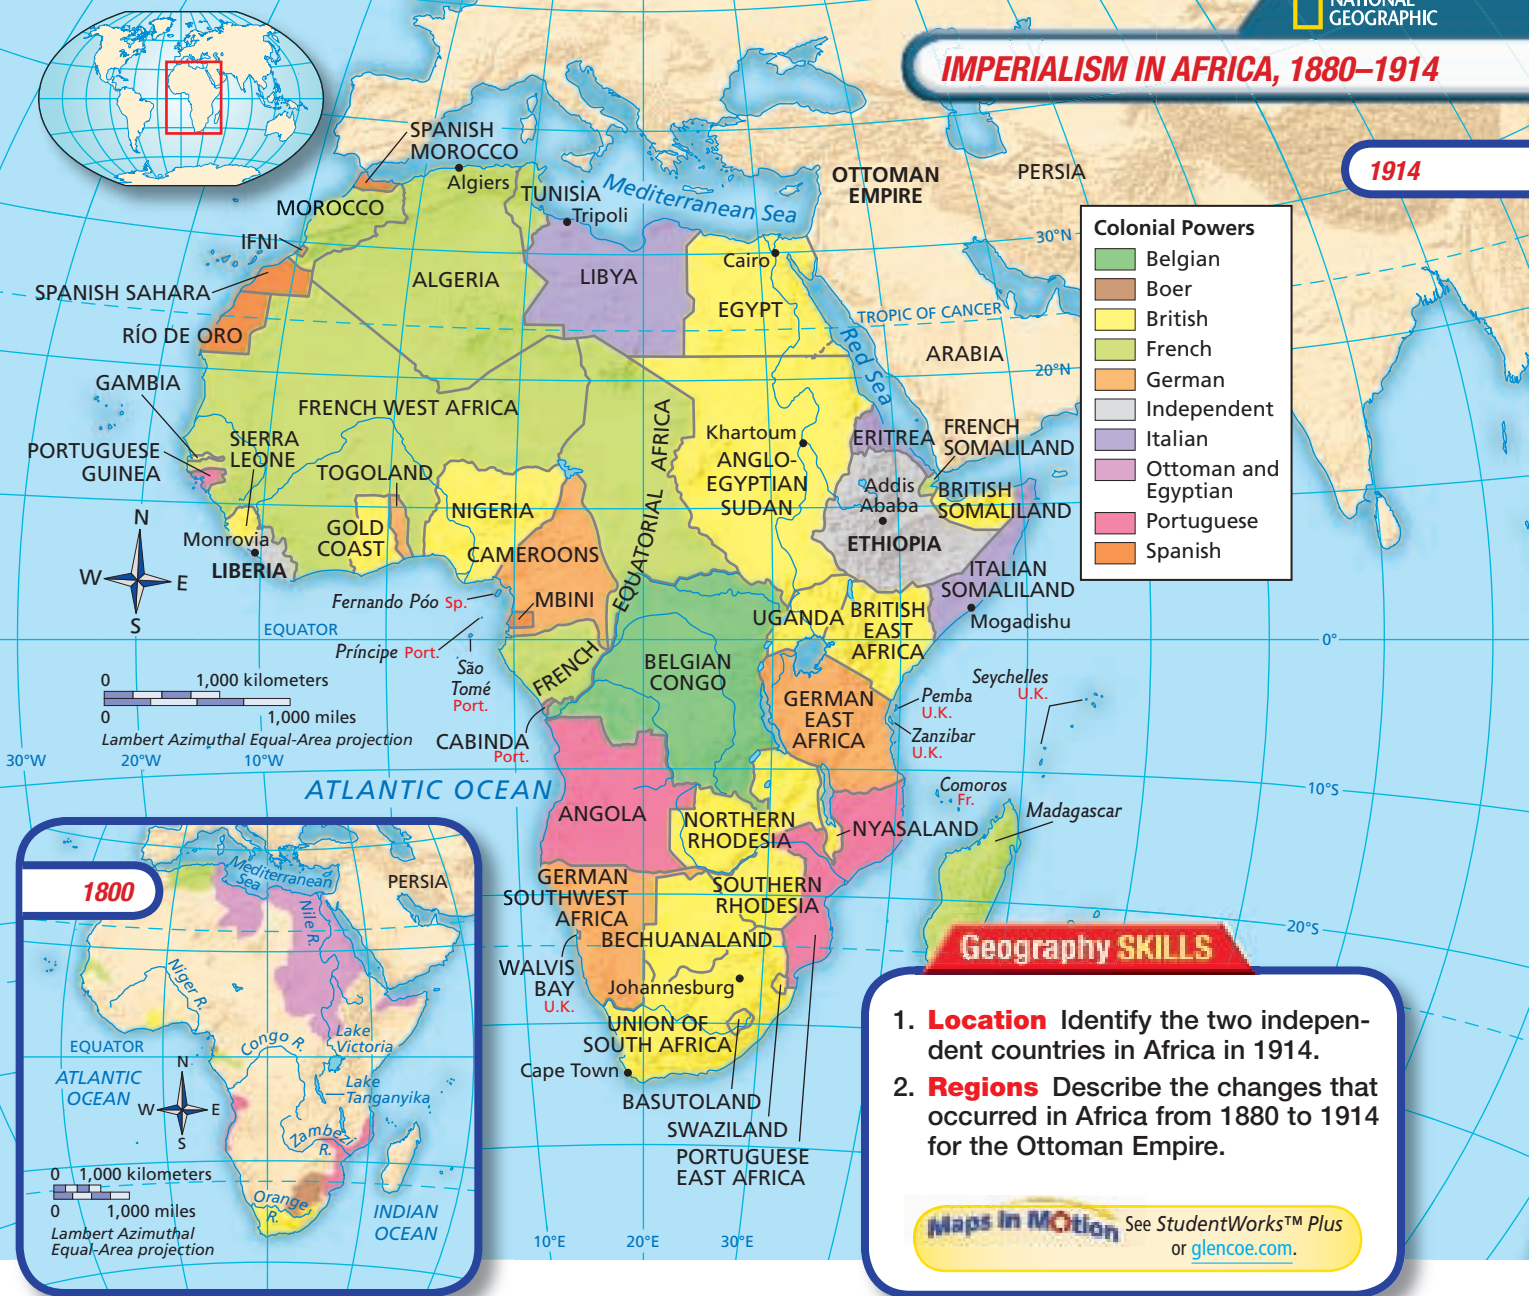 NATIONAL
GEOGRAPHIC
IMPERIALISM IN AFRICA, 1880–1914
1914
Colonial Powers
Belgian
Boer
British
French
German
Independent
Italian
Ottoman and
Egyptian
Portuguese
Spanish
SPANISH
MOROCCO
Algiers
TUNISIA
Mediterranean Sea
Tripoli
OTTOMAN
EMPIRE
PERSIA
MOROCCO
IFNI
30°N
Cairo
ALGERIA
LIBYA
SPANISH SAHARA
EGYPT
TROPIC OF CANCER
RÍO DE ORO
Red Sea
ARABIA
20°N
GAMBIA
FRENCH WEST AFRICA
FRENCH
SOMALILAND
ERITREA
Khartoum
PORTUGUESE
GUINEA
SIERRA
LEONE
TOGOLAND
ANGLO-
EGYPTIAN
SUDAN
Addis
Ababa
BRITISH
SOMALILAND
NIGERIA
GOLD
COAST
Monrovia
LIBERIA
N
W
E
S
CAMEROONS
EQUATORIAL AFRICA
ETHIOPIA
ITALIAN
SOMALILAND
Mogadishu
Fernando Póo Sp.
MBINI
UGANDA
BRITISH
EAST
AFRICA
EQUATOR
0°
Príncipe Port.
São
Tomé
Port.
FRENCH
BELGIAN
CONGO
0
1,000 kilometers
0
1,000 miles
Lambert Azimuthal Equal-Area projection
Seychelles
U.K.
Pemba
U.K.
Zanzibar
U.K.
GERMAN
EAST
AFRICA
CABINDA
Port.
30°W
20°W
10°W
ATLANTIC OCEAN
10°S
Comoros
Fr.
Madagascar
ANGOLA
NORTHERN
RHODESIA
NYASALAND
GERMAN
SOUTHWEST
AFRICA
SOUTHERN
RHODESIA
20°S
BECHUANALAND
WALVIS
BAY
U.K.
Johannesburg
UNION OF
SOUTH AFRICA
Cape Town
BASUTOLAND
SWAZILAND
PORTUGUESE
EAST AFRICA
10°E
20°E
30°E
1800
Mediterranean
Sea
PERSIA
Nile R.
Niger R.
Congo R.
Lake
Victoria
EQUATOR
ATLANTIC
OCEAN
N
W
E
S
Lake
Tanganyika
Zambezi
R.
0
1,000 kilometers
0
1,000 miles
Orange
R.
INDIAN
OCEAN
Lambert Azimuthal
Equal-Area projection
Geography SKILLS
1. Location Identify the two indepen-
dent countries in Africa in 1914.
2. Regions Describe the changes that
occurred in Africa from 1880 to 1914
for the Ottoman Empire.
Maps in MOtion
See StudentWorks™ Plus
or glencoe.com.